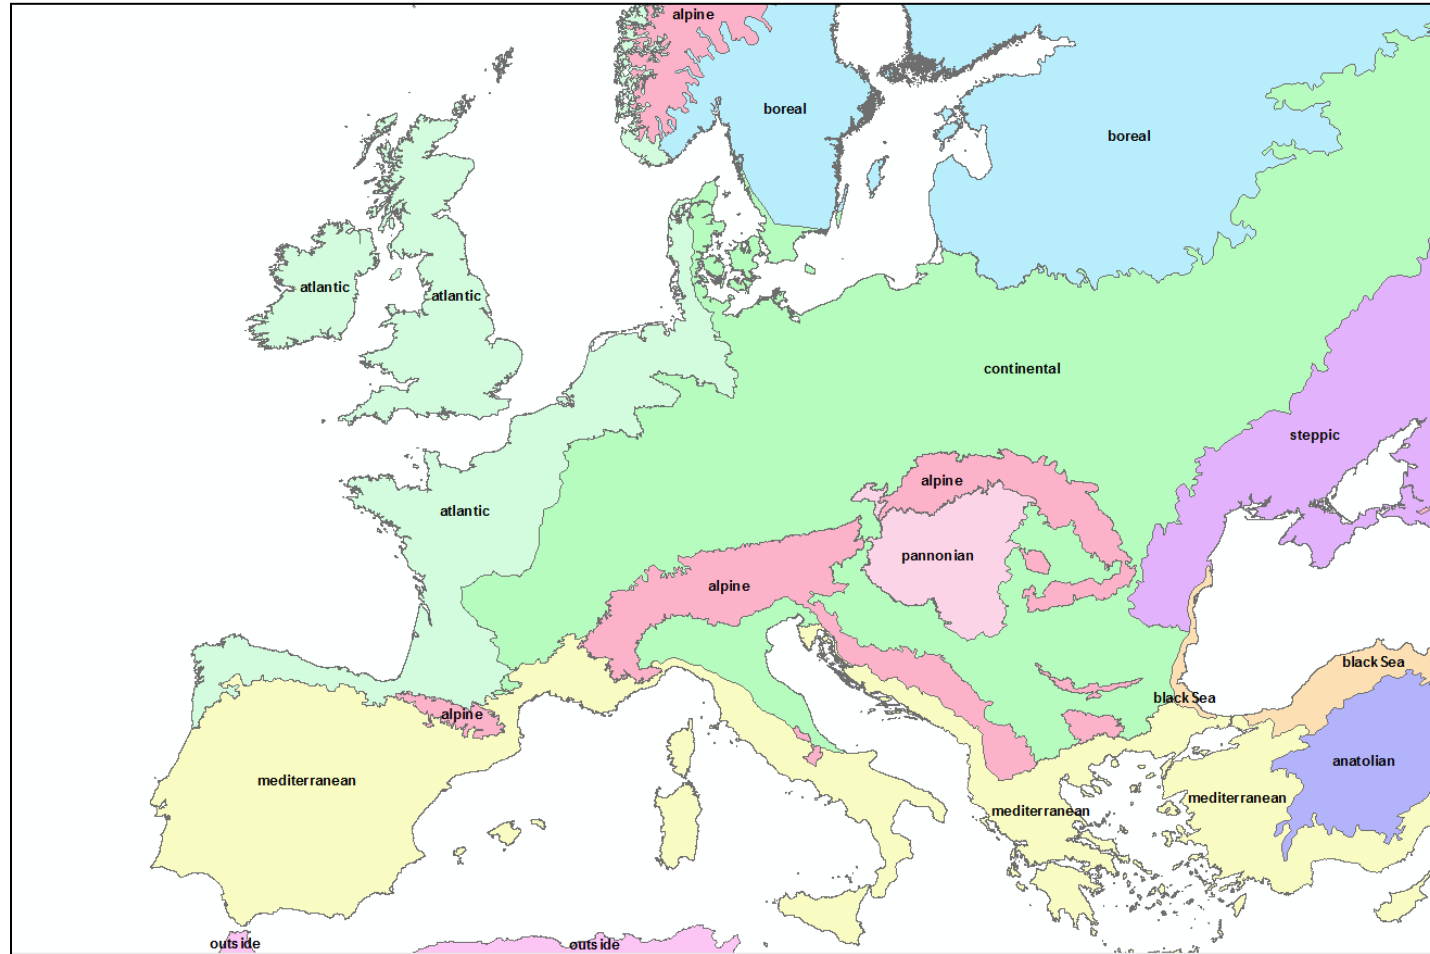 alpine
boreal
boreal
atlantic
atlantic
continental
steppic
alpine
atlantic
pannonian
alpine
black Sea
black Sea
alpine
anatolian
mediterranean
mediterranean
mediterranean
outside
outside